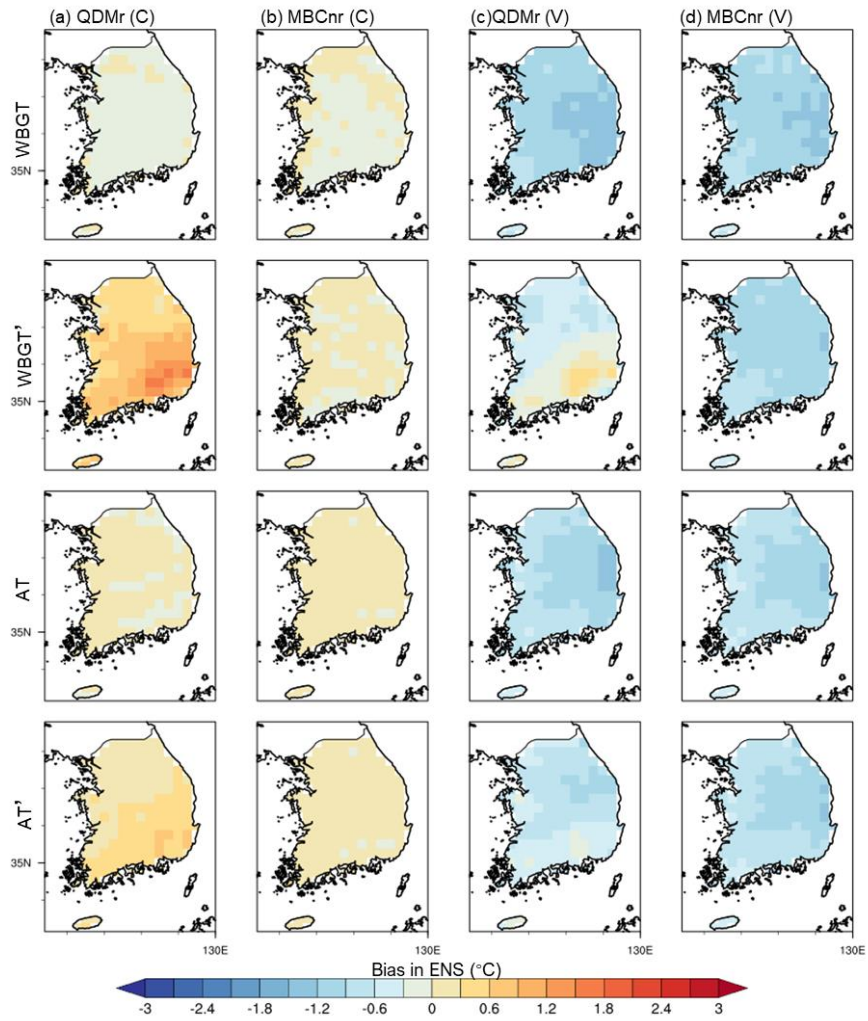 (a) QDMr (C) (b) MBCnr (C) (c)QDMr (V) (d) MBCnr (V)
WBGT
35N
WBGT’
35N
AT
35N
AT’
35N
130E 130E 130E 130E
Bias in ENS (°C)
-3 -2.4 -1.8 -1.2 -0.6 0 0.6 1.2 1.8 2.4 3